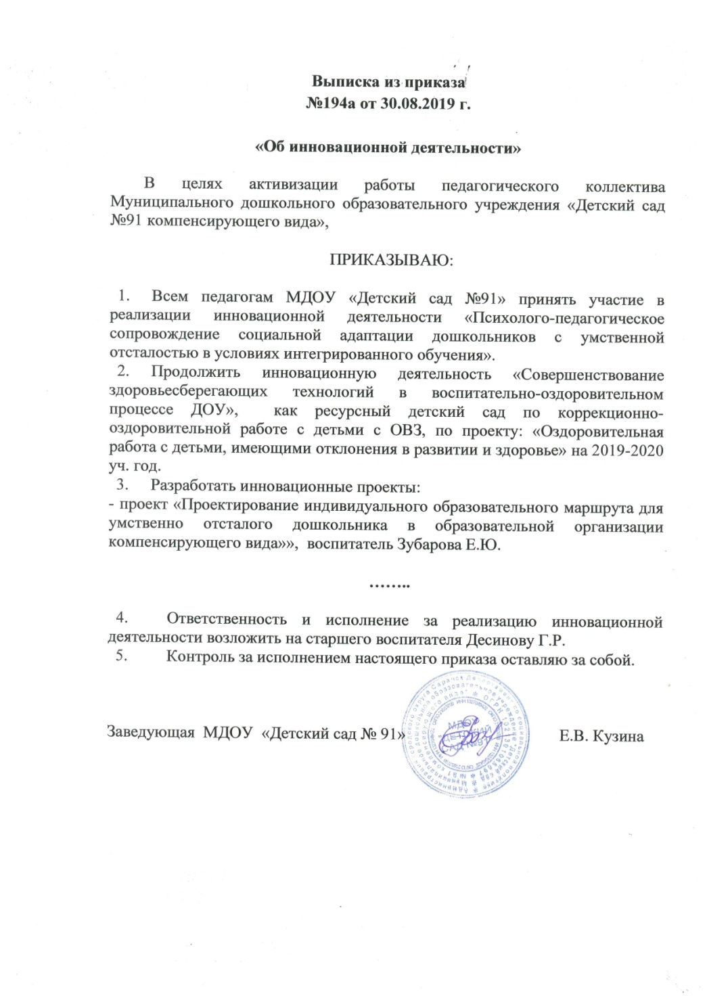 Выписка из приказа
№194а от 30.08.2019 г.
«Об инновационной деятельности»
В целях активизации работы педагогического коллектива
Муниципального дошкольного образовательного учреждения «Детский сад
№91 компенсирующего вида»,
ПРИКАЗЫВАЮ:
1. Всем педагогам МДОУ «Детский сад №91» принять участие в
реализации инновационной деятельности «Психолого-педагогическое
сопровождение социальной адаптации дошкольников с умственной
отсталостью в условиях интегрированного обучения».
2. Продолжить инновационную деятельность «Совершенствование
здоровьесберегающих технологий в воспитательно-оздоровительном
процессе ДОУ», как ресурсный детский сад по коррекционно-
оздоровительной работе с детьми с ОВЗ, по проекту: «Оздоровительная
работа с детьми, имеющими отклонения в развитии и здоровье» на 2019-2020
уч. год.
3. Разработать инновационные проекты:
- проект «Проектирование индивидуального образовательного маршрута для
умственно отсталого дошкольника в образовательной организации
компенсирующего вида»», воспитатель Зубарова Е.Ю.
........
4. Ответственность и исполнение за реализацию инновационной
деятельности возложить на старшего воспитателя Десинову Г.Р.
5. Контроль за исполнением настоящего приказа оставляю за собой.
Заведующая МДОУ «Детский сад № 91»
Е.В. Кузина
МДОУ
"ДЕТСКИЙ
САД №91"